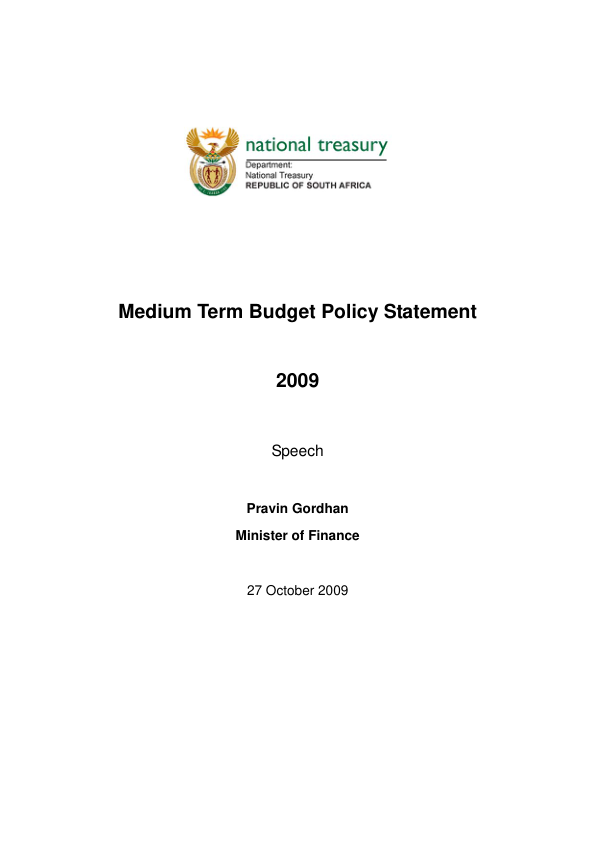 national treasury
Department:
National Treasury
REPUBLIC OF SOUTH AFRICA
Medium Term Budget Policy Statement
2009
Speech
Pravin Gordhan
Minister of Finance
27 October 2009